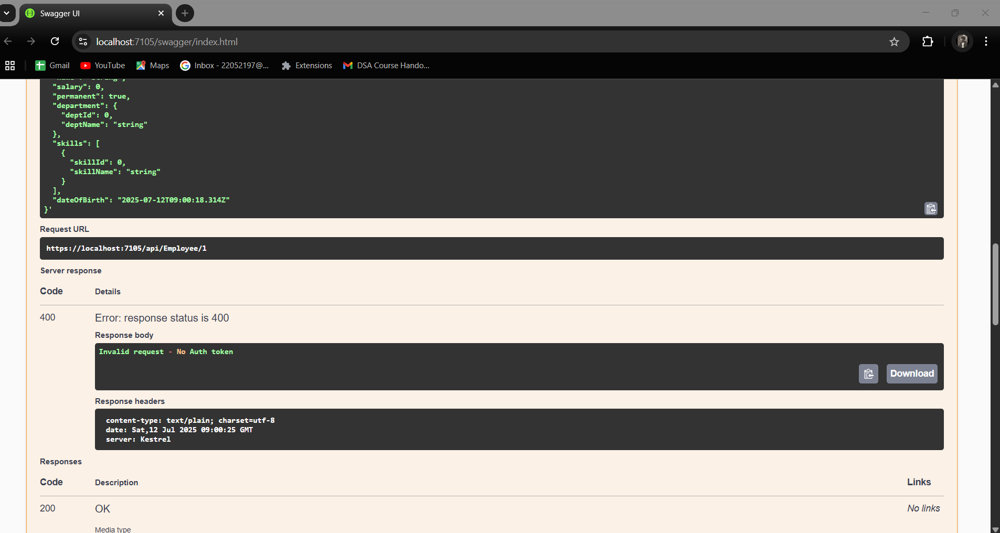 Swagger UI
localhost:7105/swagger/index.html
Gmail
YouTube
Maps
Inbox - 22052197@...
Extensions
DSA Course Hando...
"salary": 0,
"permanent": true,
"department": {
"deptId": 0,
"deptName": "string"
},
"skills": [
{
"skillId": 0,
"skillName": "string"
}
],
"dateOfBirth": "2025-07-12T09:00:18.314Z"
}'
Request URL
https://localhost:7105/api/Employee/1
Server response
Code Details
400 Error: response status is 400
Response body
Invalid request - No Auth token
Download
Response headers
content-type: text/plain; charset=utf-8
date: Sat,12 Jul 2025 09:00:25 GMT
server: Kestrel
Responses
Code Description Links
200 OK No links
Media type